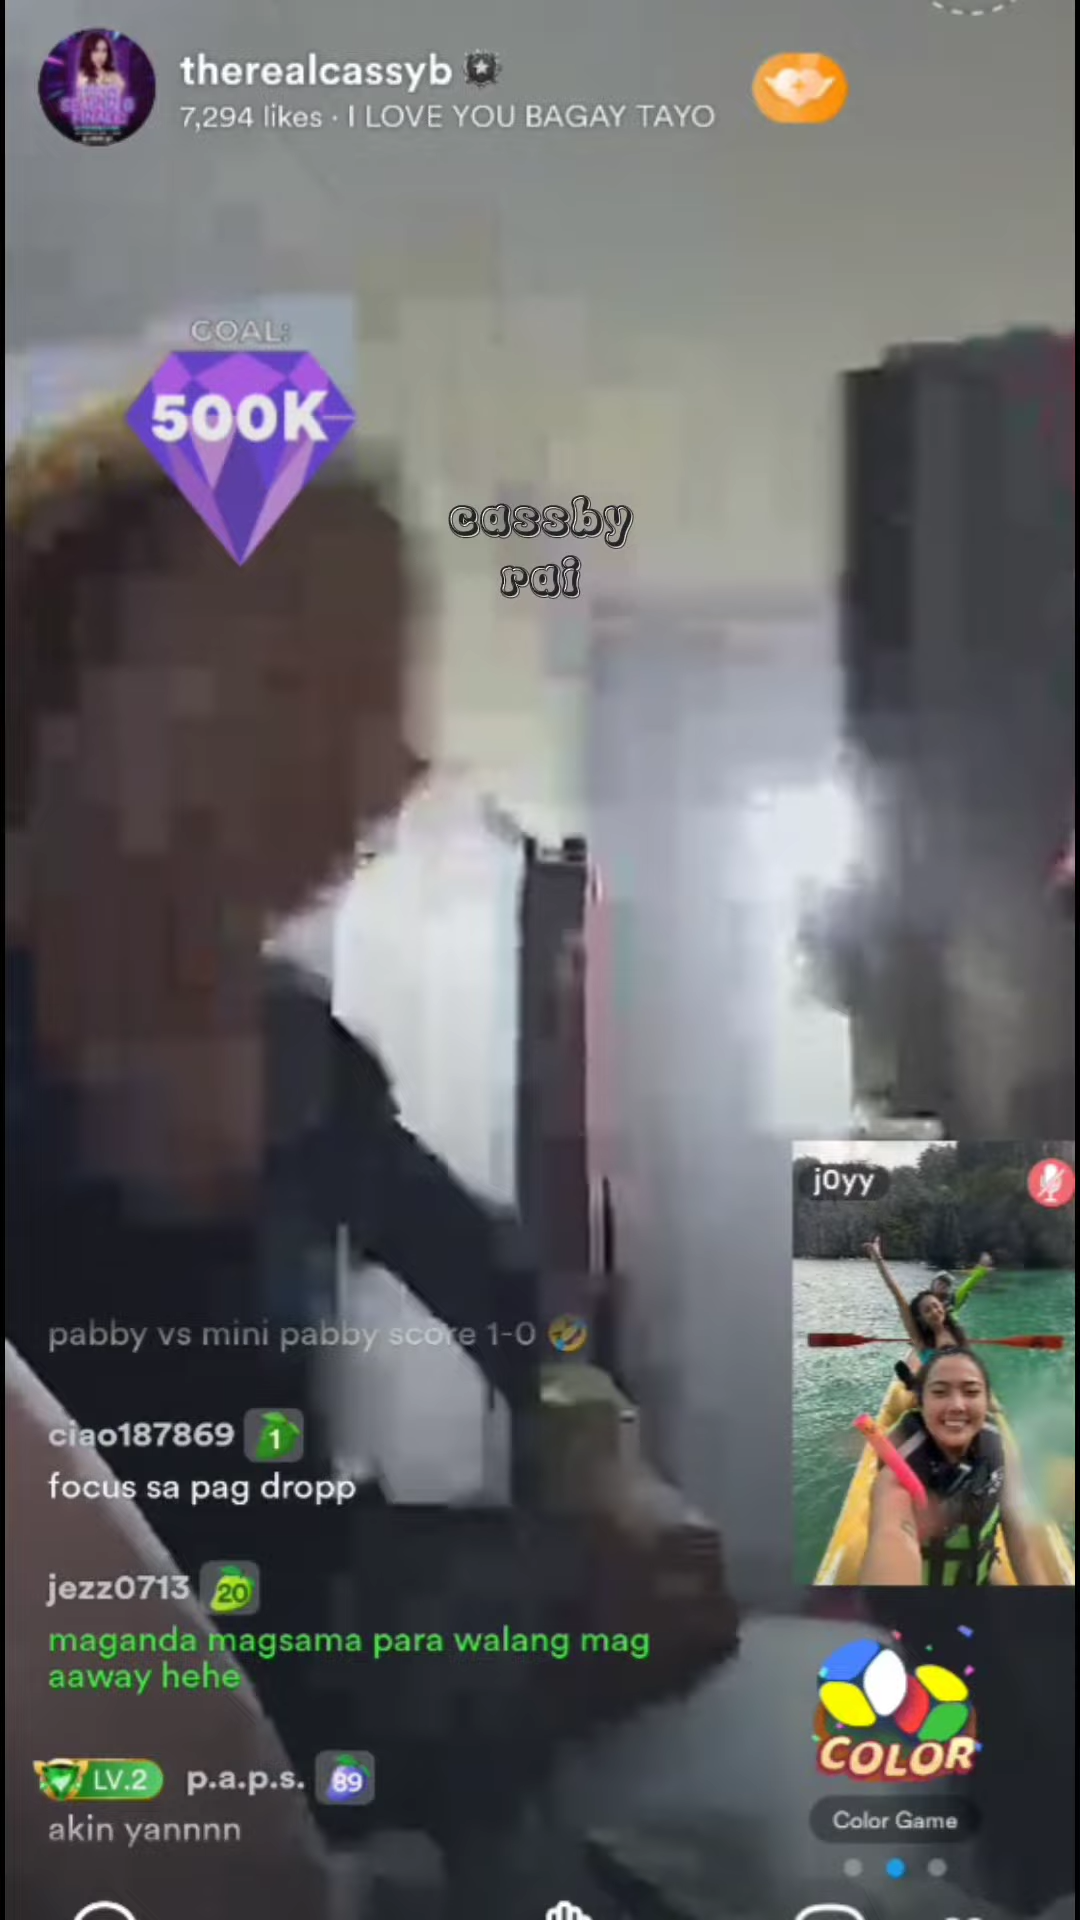 therealcassyb
7,294 likes · I LOVE YOU BAGAY TAYO
GOAL:
500K
cassby
rai
j0yy
pabby vs mini pabby score 1-0 🤣
ciao187869 1
focus sa pag dropp
jezz0713 20
maganda magsama para walang mag
aaway hehe
LV.2 p.a.p.s. 89
akin yannnn
COLOR
Color Game